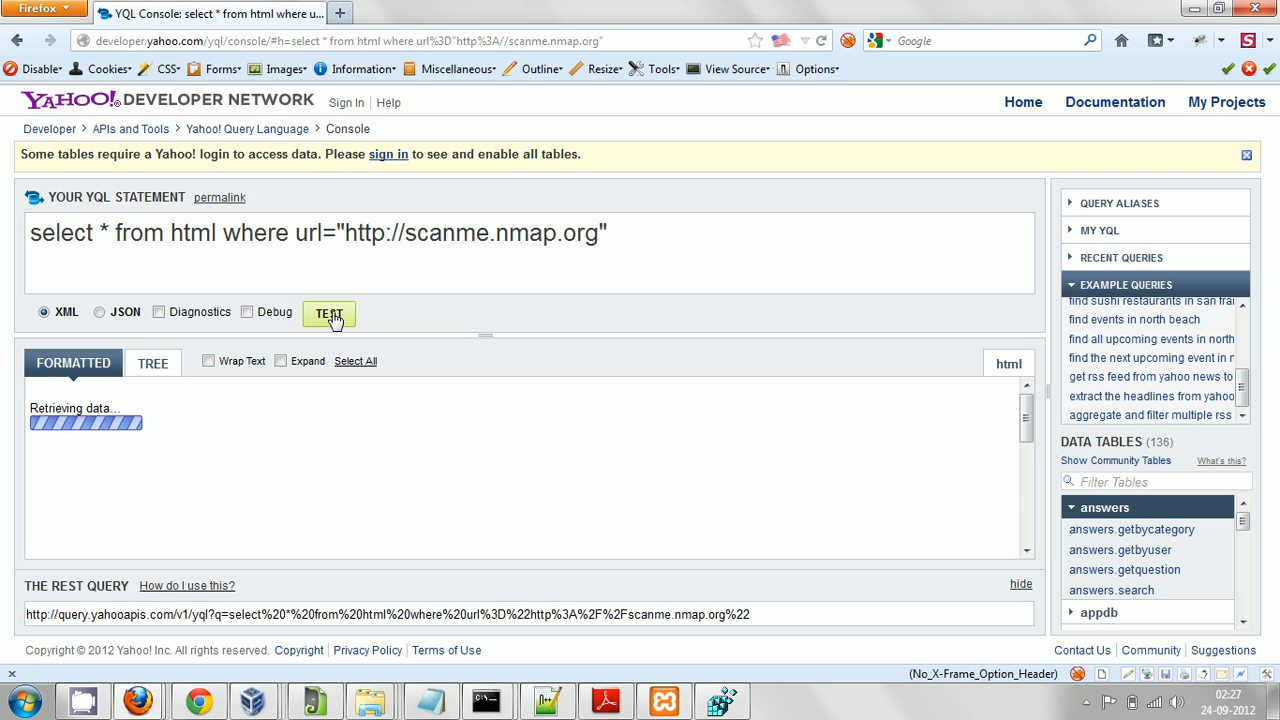 Firefox
YQL Console: select * from html where u...
developer.yahoo.com/yql/console/#h=select * from html where url%3D"http%3A//scanme.nmap.org"
Google
Disable Cookies CSS Forms Images Information Miscellaneous Outline Resize Tools View Source Options
YAHOO! DEVELOPER NETWORK Sign In | Help
Home Documentation My Projects
Developer > APIs and Tools > Yahoo! Query Language > Console
Some tables require a Yahoo! login to access data. Please sign in to see and enable all tables.
YOUR YQL STATEMENT permalink
select * from html where url="http://scanme.nmap.org"
XML JSON Diagnostics Debug TEST
FORMATTED TREE Wrap Text Expand Select All html
Retrieving data...
THE REST QUERY How do I use this? hide
http://query.yahooapis.com/v1/yql?q=select%20*%20from%20html%20where%20url%3D%22http%3A%2F%2Fscanme.nmap.org%22
QUERY ALIASES
MY YQL
RECENT QUERIES
EXAMPLE QUERIES
find sushi restaurants in san fran
find events in north beach
find all upcoming events in north
find the next upcoming event in n
get rss feed from yahoo news to
extract the headlines from yahoo
aggregate and filter multiple rss
DATA TABLES (136)
Show Community Tables What's this?
Filter Tables
answers
answers.getbycategory
answers.getbyuser
answers.getquestion
answers.search
appdb
Copyright © 2012 Yahoo! Inc. All rights reserved. Copyright | Privacy Policy | Terms of Use
Contact Us | Community | Suggestions
(No_X-Frame_Option_Header)
02:27
24-09-2012